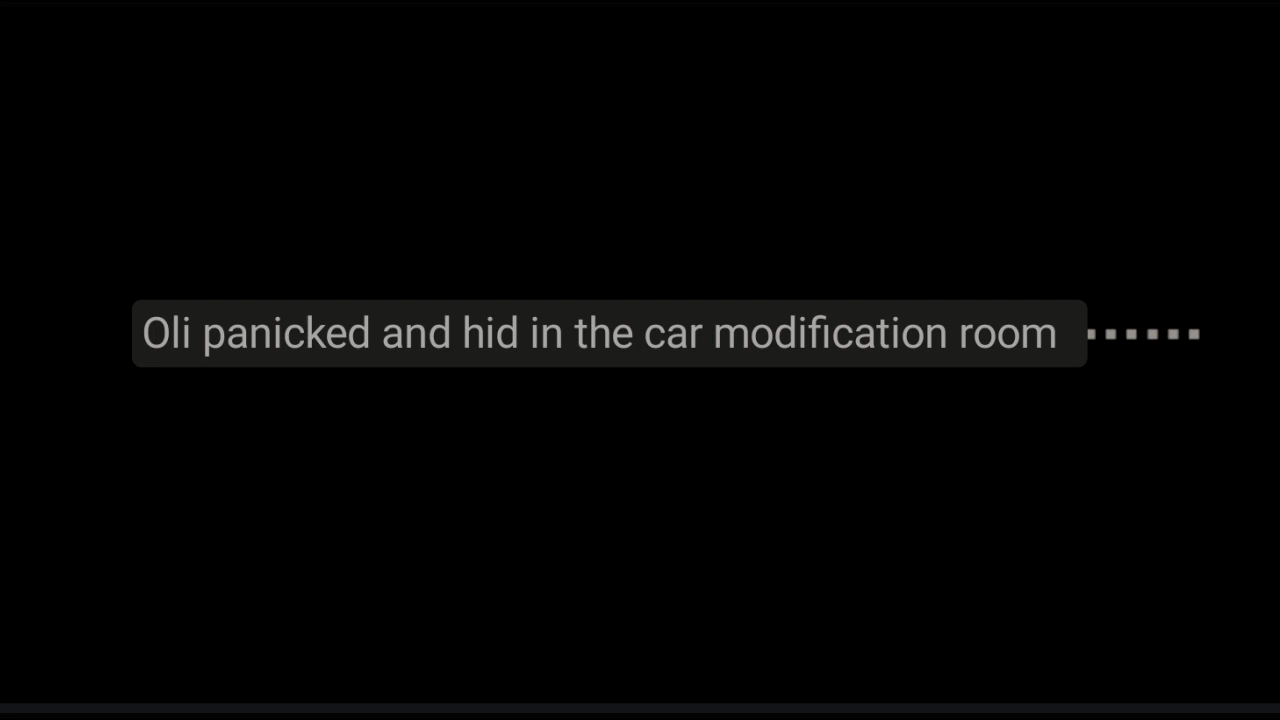 Oli panicked and hid in the car modification room ......